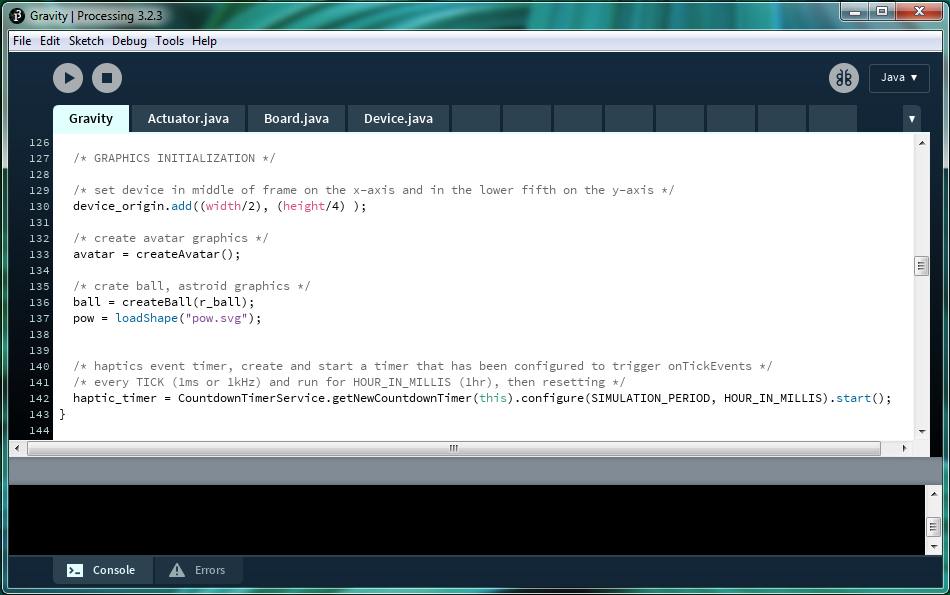 Gravity | Processing 3.2.3
File Edit Sketch Debug Tools Help
Java ▾
Gravity Actuator.java Board.java Device.java
126
127 /* GRAPHICS INITIALIZATION */
128
129 /* set device in middle of frame on the x-axis and in the lower fifth on the y-axis */
130 device_origin.add((width/2), (height/4) );
131
132 /* create avatar graphics */
133 avatar = createAvatar();
134
135 /* crate ball, astroid graphics */
136 ball = createBall(r_ball);
137 pow = loadShape("pow.svg");
138
139
140 /* haptics event timer, create and start a timer that has been configured to trigger onTickEvents */
141 /* every TICK (1ms or 1kHz) and run for HOUR_IN_MILLIS (1hr), then resetting */
142 haptic_timer = CountdownTimerService.getNewCountdownTimer(this).configure(SIMULATION_PERIOD, HOUR_IN_MILLIS).start();
143 }
144
Console Errors